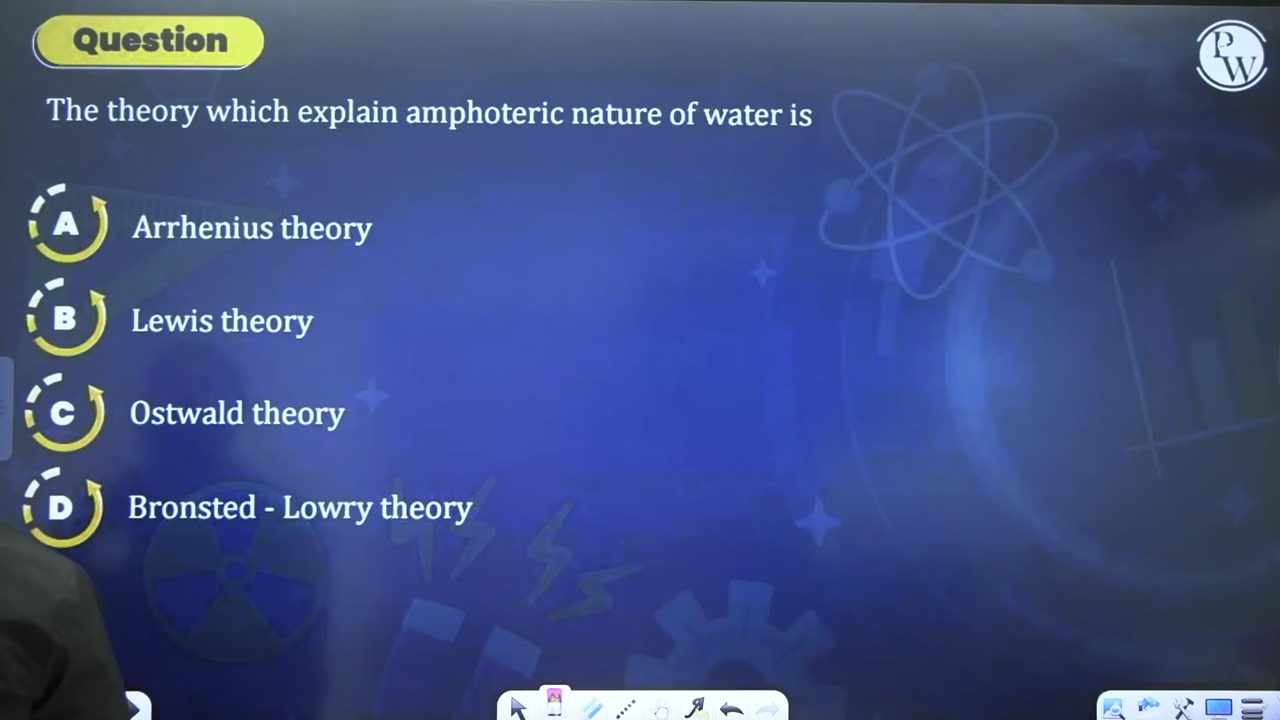 Question
PW
The theory which explain amphoteric nature of water is
A Arrhenius theory
B Lewis theory
C Ostwald theory
D Bronsted - Lowry theory